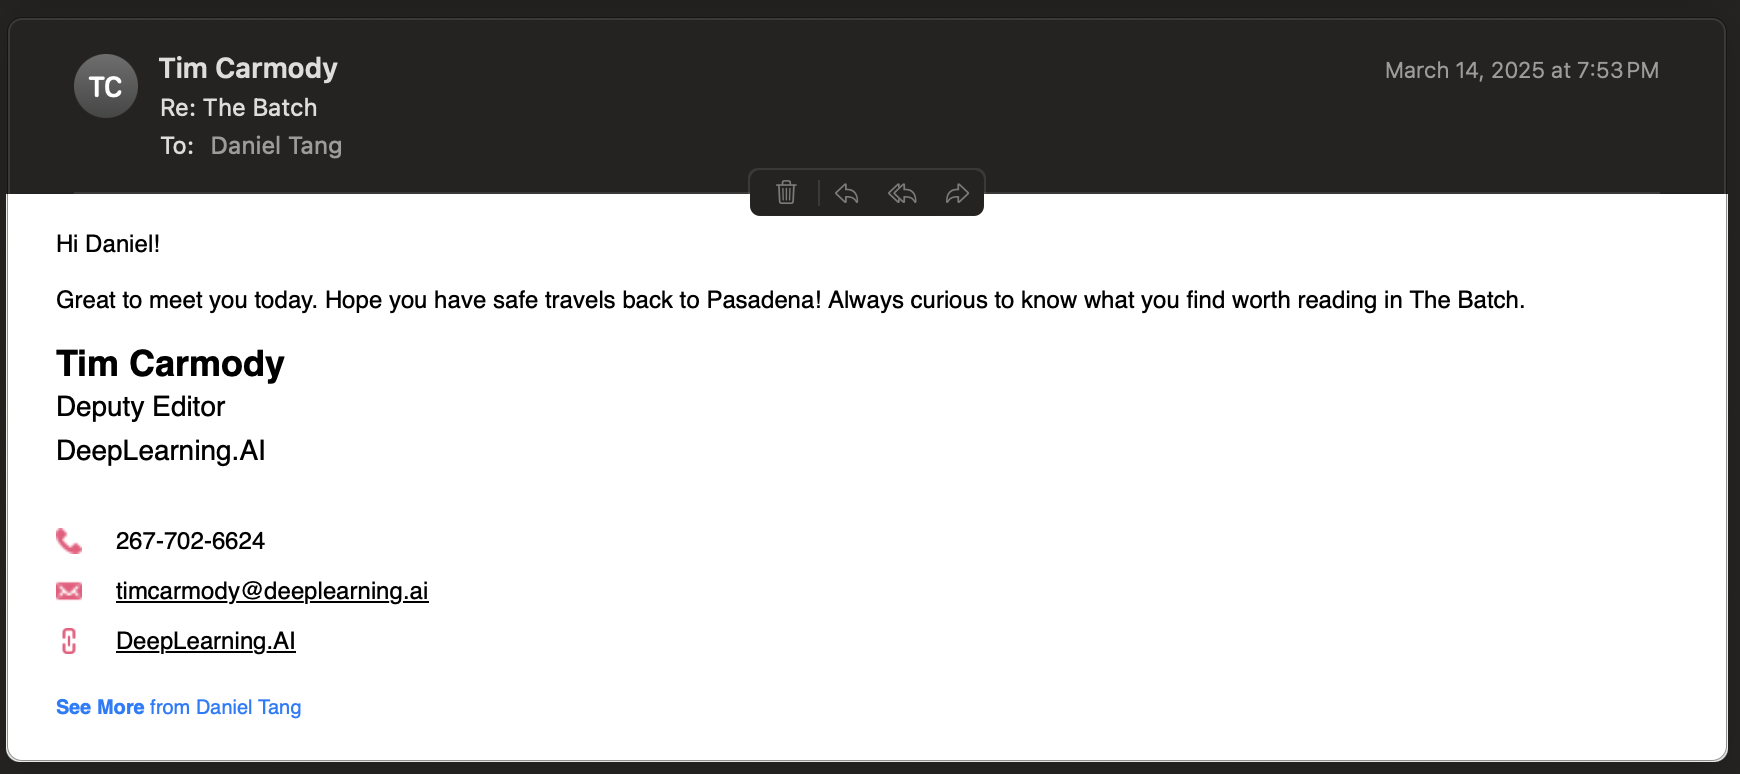 TC
Tim Carmody
March 14, 2025 at 7:53 PM
Re: The Batch
To: Daniel Tang
Hi Daniel!
Great to meet you today. Hope you have safe travels back to Pasadena! Always curious to know what you find worth reading in The Batch.
Tim Carmody
Deputy Editor
DeepLearning.AI
267-702-6624
timcarmody@deeplearning.ai
DeepLearning.AI
See More from Daniel Tang